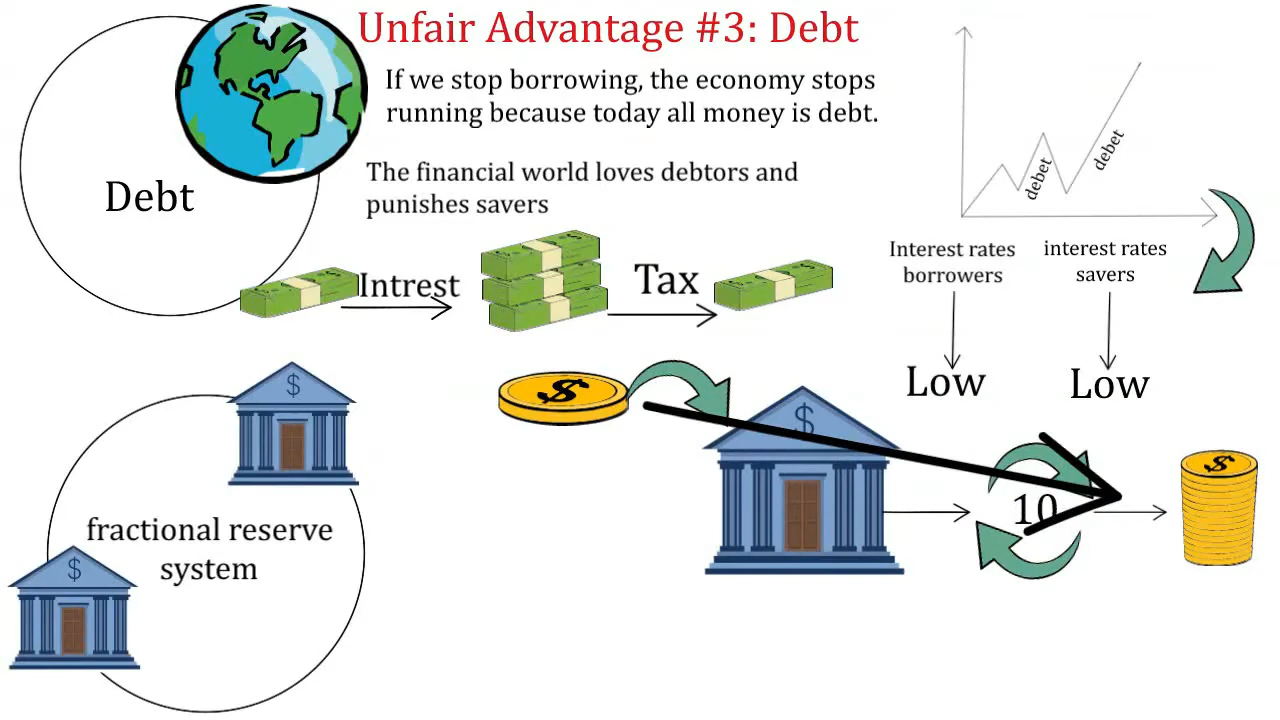 Unfair Advantage #3: Debt
If we stop borrowing, the economy stops
running because today all money is debt.
The financial world loves debtors and
punishes savers
Debt
debet
debet
Interest rates
borrowers
interest rates
savers
Intrest
Tax
Low
Low
$
$
$
$
10
$
fractional reserve
system
$